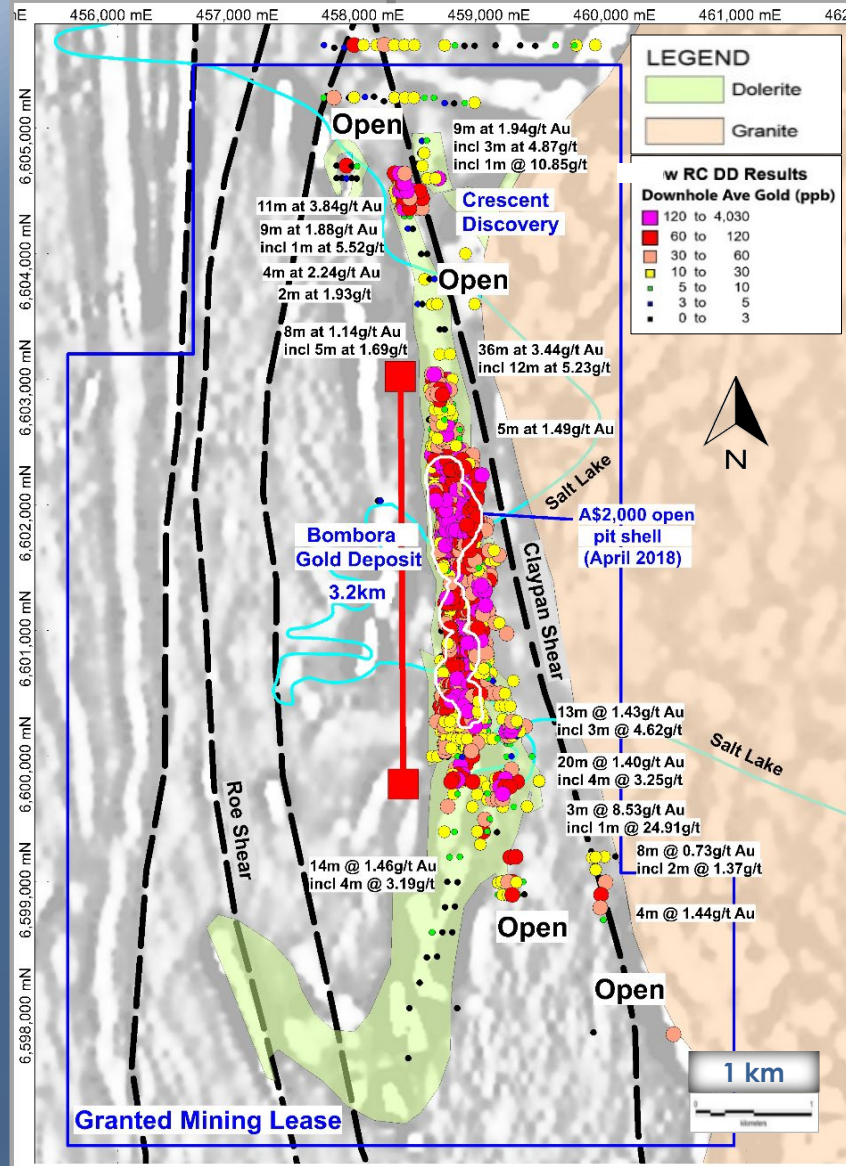 nE
456,000 mE
457,000 mE
458,000 mE
459,000 mE
460,000 mE
461,000 mE
462
6,605,000 mN
6,604,000 mN
6,603,000 mN
6,602,000 mN
6,601,000 mN
6,600,000 mN
6,599,000 mN
6,598,000 mN
LEGEND
Dolerite
Granite
w RC DD Results
Downhole Ave Gold (ppb)
120 to 4,030
60 to 120
30 to 60
10 to 30
5 to 10
3 to 5
0 to 3
Open
9m at 1.94g/t Au
incl 3m at 4.87g/t
incl 1m @ 10.85g/t
Crescent
Discovery
11m at 3.84g/t Au
9m at 1.88g/t Au
incl 1m at 5.52g/t
4m at 2.24g/t Au
2m at 1.93g/t
Open
8m at 1.14g/t Au
incl 5m at 1.69g/t
36m at 3.44g/t Au
incl 12m at 5.23g/t
5m at 1.49g/t Au
N
Salt Lake
A$2,000 open
pit shell
(April 2018)
Bombora
Gold Deposit
3.2km
Claypan Shear
13m @ 1.43g/t Au
incl 3m @ 4.62g/t
Salt Lake
20m @ 1.40g/t Au
incl 4m @ 3.25g/t
Roe Shear
3m @ 8.53g/t Au
incl 1m @ 24.91g/t
8m @ 0.73g/t Au
incl 2m @ 1.37g/t
14m @ 1.46g/t Au
incl 4m @ 3.19g/t
4m @ 1.44g/t Au
Open
Open
1 km
0
1
kilometers
Granted Mining Lease